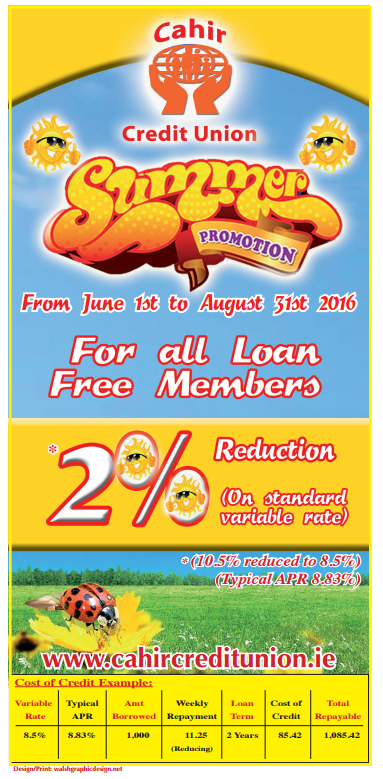 Cahir
Credit Union
Summer
PROMOTION
From June 1st to August 31st 2016
For all Loan
Free Members
*2% Reduction
(On standard
variable rate)
*(10.5% reduced to 8.5%)
(Typical APR 8.83%)
www.cahircreditunion.ie
Cost of Credit Example:
Variable Typical Amt Weekly Loan Cost of Total
Rate APR Borrowed Repayment Term Credit Repayable
8.5% 8.83% 1,000 11.25 2 Years 85.42 1,085.42
(Reducing)
Design/Print: walshgraphicdesign.net